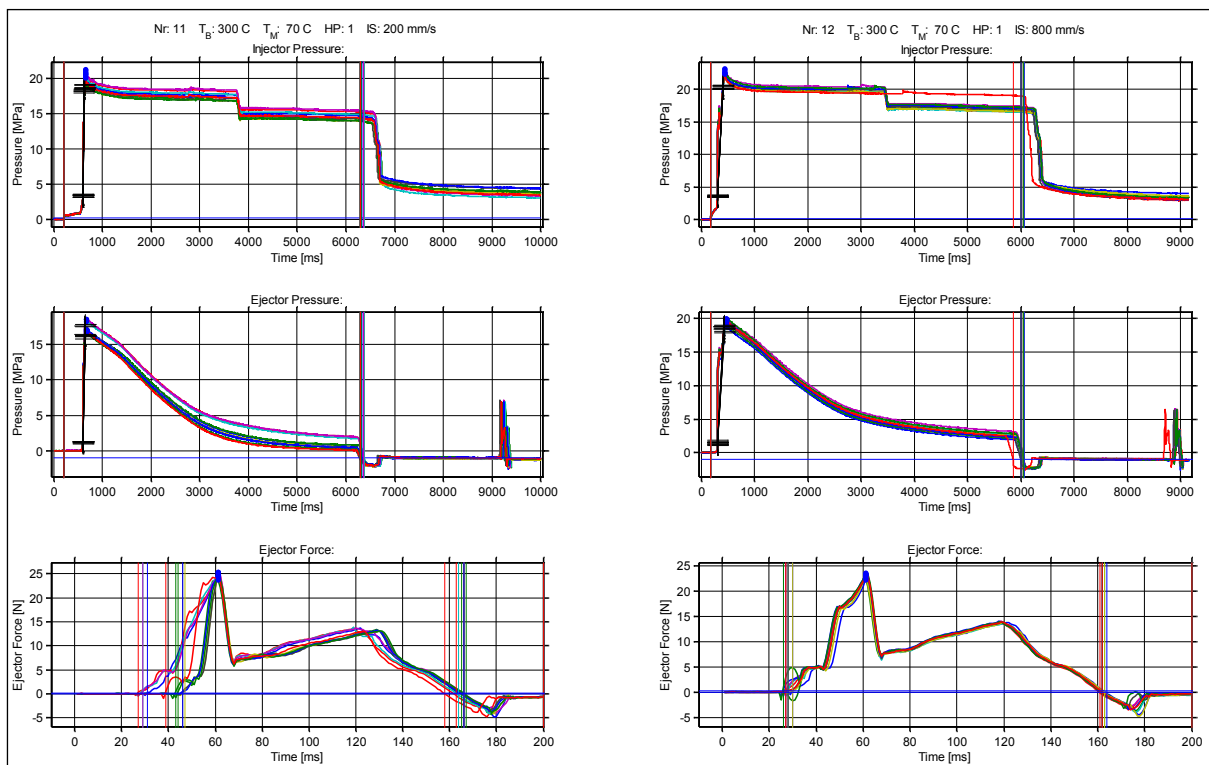 Nr: 11 T_B: 300 C T_M: 70 C HP: 1 IS: 200 mm/s
Injector Pressure:
20
15
10
5
0
Pressure [MPa]
0 1000 2000 3000 4000 5000 6000 7000 8000 9000 10000
Time [ms]
Ejector Pressure:
15
10
5
0
Pressure [MPa]
0 1000 2000 3000 4000 5000 6000 7000 8000 9000 10000
Time [ms]
Ejector Force:
25
20
15
10
5
0
-5
Ejector Force [N]
0 20 40 60 80 100 120 140 160 180 200
Time [ms]
Nr: 12 T_B: 300 C T_M: 70 C HP: 1 IS: 800 mm/s
Injector Pressure:
20
15
10
5
0
Pressure [MPa]
0 1000 2000 3000 4000 5000 6000 7000 8000 9000
Time [ms]
Ejector Pressure:
20
15
10
5
0
Pressure [MPa]
0 1000 2000 3000 4000 5000 6000 7000 8000 9000
Time [ms]
Ejector Force:
25
20
15
10
5
0
-5
Ejector Force [N]
0 20 40 60 80 100 120 140 160 180 200
Time [ms]